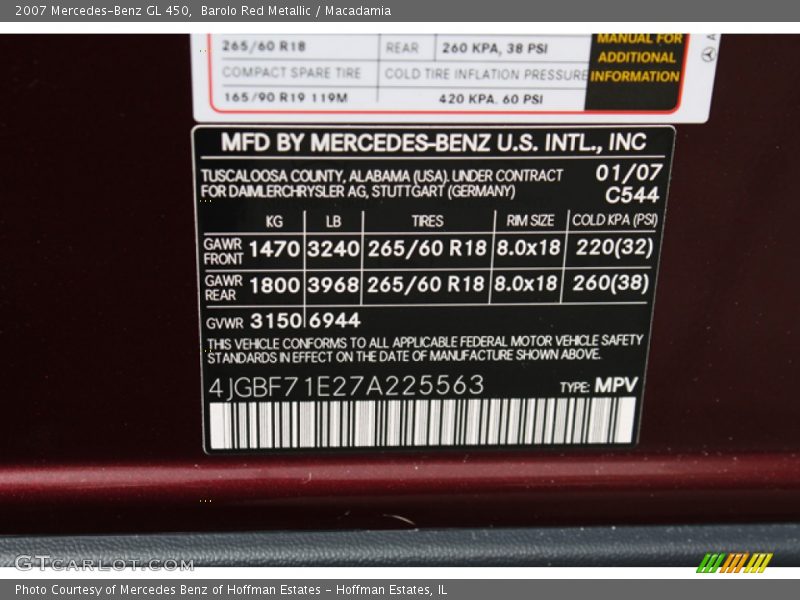 2007 Mercedes-Benz GL 450, Barolo Red Metallic / Macadamia
265/60 R18 REAR 260 KPA, 38 PSI
COMPACT SPARE TIRE COLD TIRE INFLATION PRESSURE
165/90 R19 119M 420 KPA. 60 PSI
MANUAL FOR
ADDITIONAL
INFORMATION
MFD BY MERCEDES-BENZ U.S. INTL., INC
TUSCALOOSA COUNTY, ALABAMA (USA). UNDER CONTRACT
FOR DAIMLERCHRYSLER AG, STUTTGART (GERMANY)
01/07
C544
KG LB TIRES RIM SIZE COLD KPA (PSI)
GAWR FRONT 1470 3240 265/60 R18 8.0x18 220(32)
GAWR REAR 1800 3968 265/60 R18 8.0x18 260(38)
GVWR 3150 6944
THIS VEHICLE CONFORMS TO ALL APPLICABLE FEDERAL MOTOR VEHICLE SAFETY
STANDARDS IN EFFECT ON THE DATE OF MANUFACTURE SHOWN ABOVE.
4JGBF71E27A225563 TYPE: MPV
GTCARLOT.COM
Photo Courtesy of Mercedes Benz of Hoffman Estates - Hoffman Estates, IL